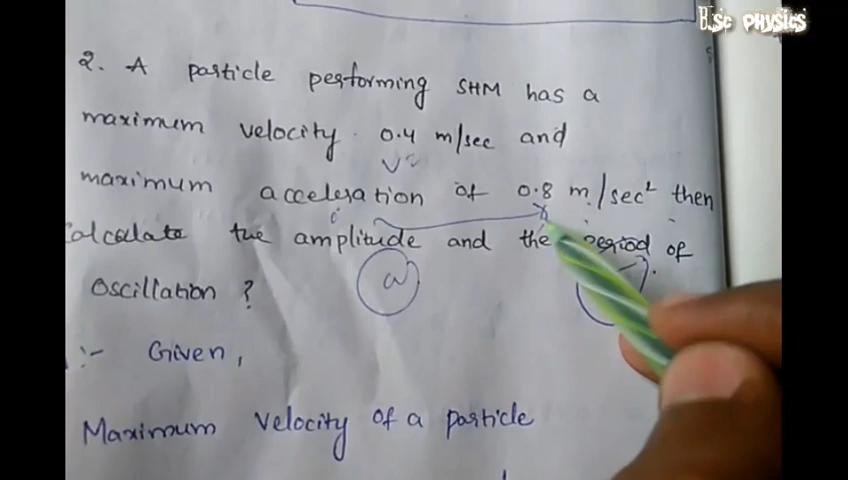 B.sc PHYSICS
2. A particle performing SHM has a
maximum velocity 0.4 m/sec and
maximum acceleration of 0.8 m/sec² then
calculate the amplitude and the period of
a
oscillation ?
:- Given,
Maximum velocity of a particle